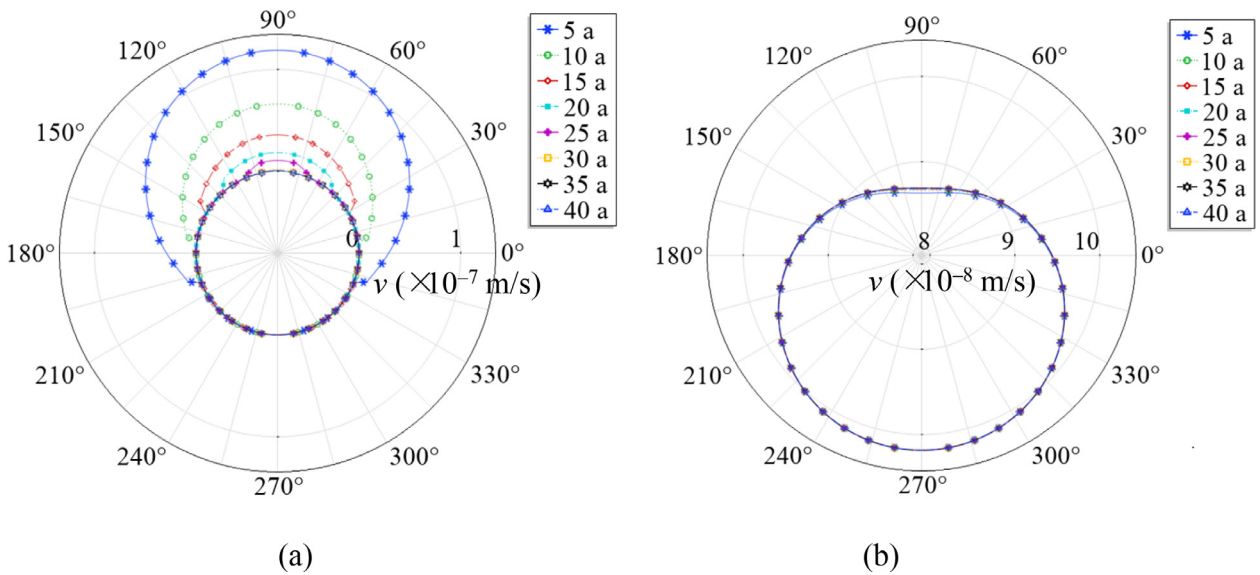 90°
120°
60°
150°
30°
180°
0
1
0°
v (×10⁻⁷ m/s)
210°
330°
240°
300°
270°
5 a
10 a
15 a
20 a
25 a
30 a
35 a
40 a
(a)
90°
120°
60°
150°
30°
180°
8
9
10
0°
v (×10⁻⁸ m/s)
210°
330°
240°
300°
270°
5 a
10 a
15 a
20 a
25 a
30 a
35 a
40 a
(b)